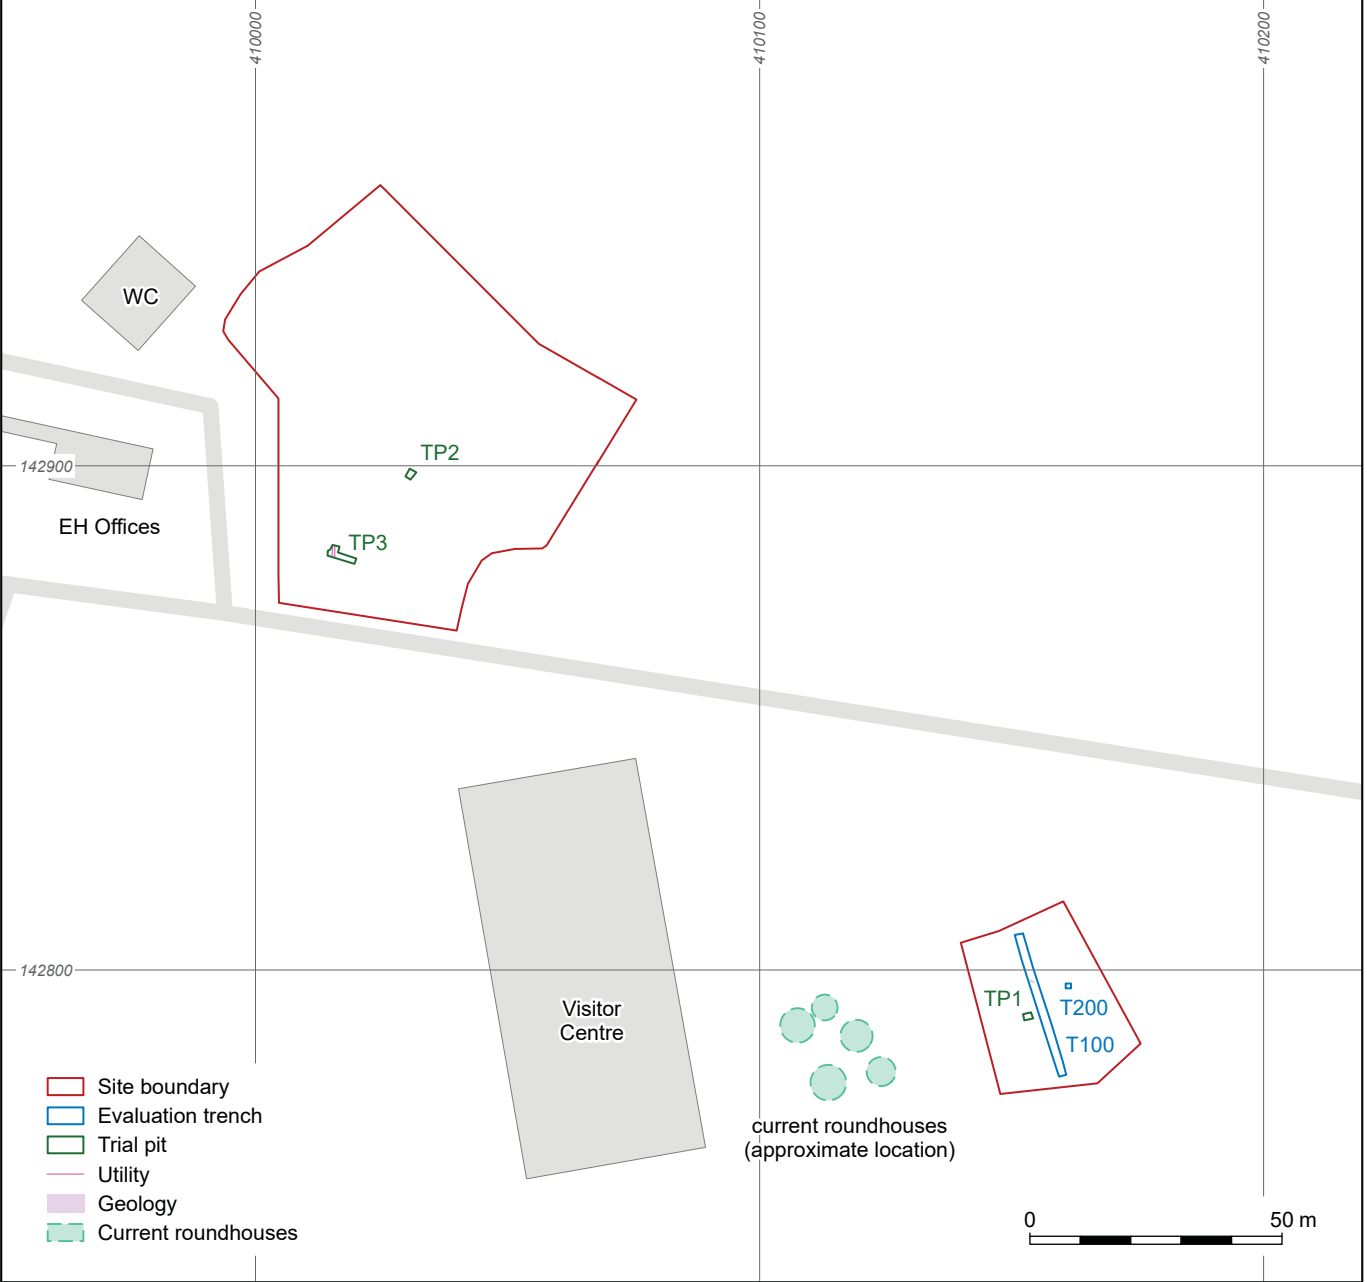 410000
410100
410200
WC
TP2
142900
EH Offices
TP3
142800
Visitor
Centre
TP1
T200
T100
current roundhouses
(approximate location)
Site boundary
Evaluation trench
Trial pit
Utility
Geology
Current roundhouses
0 50 m